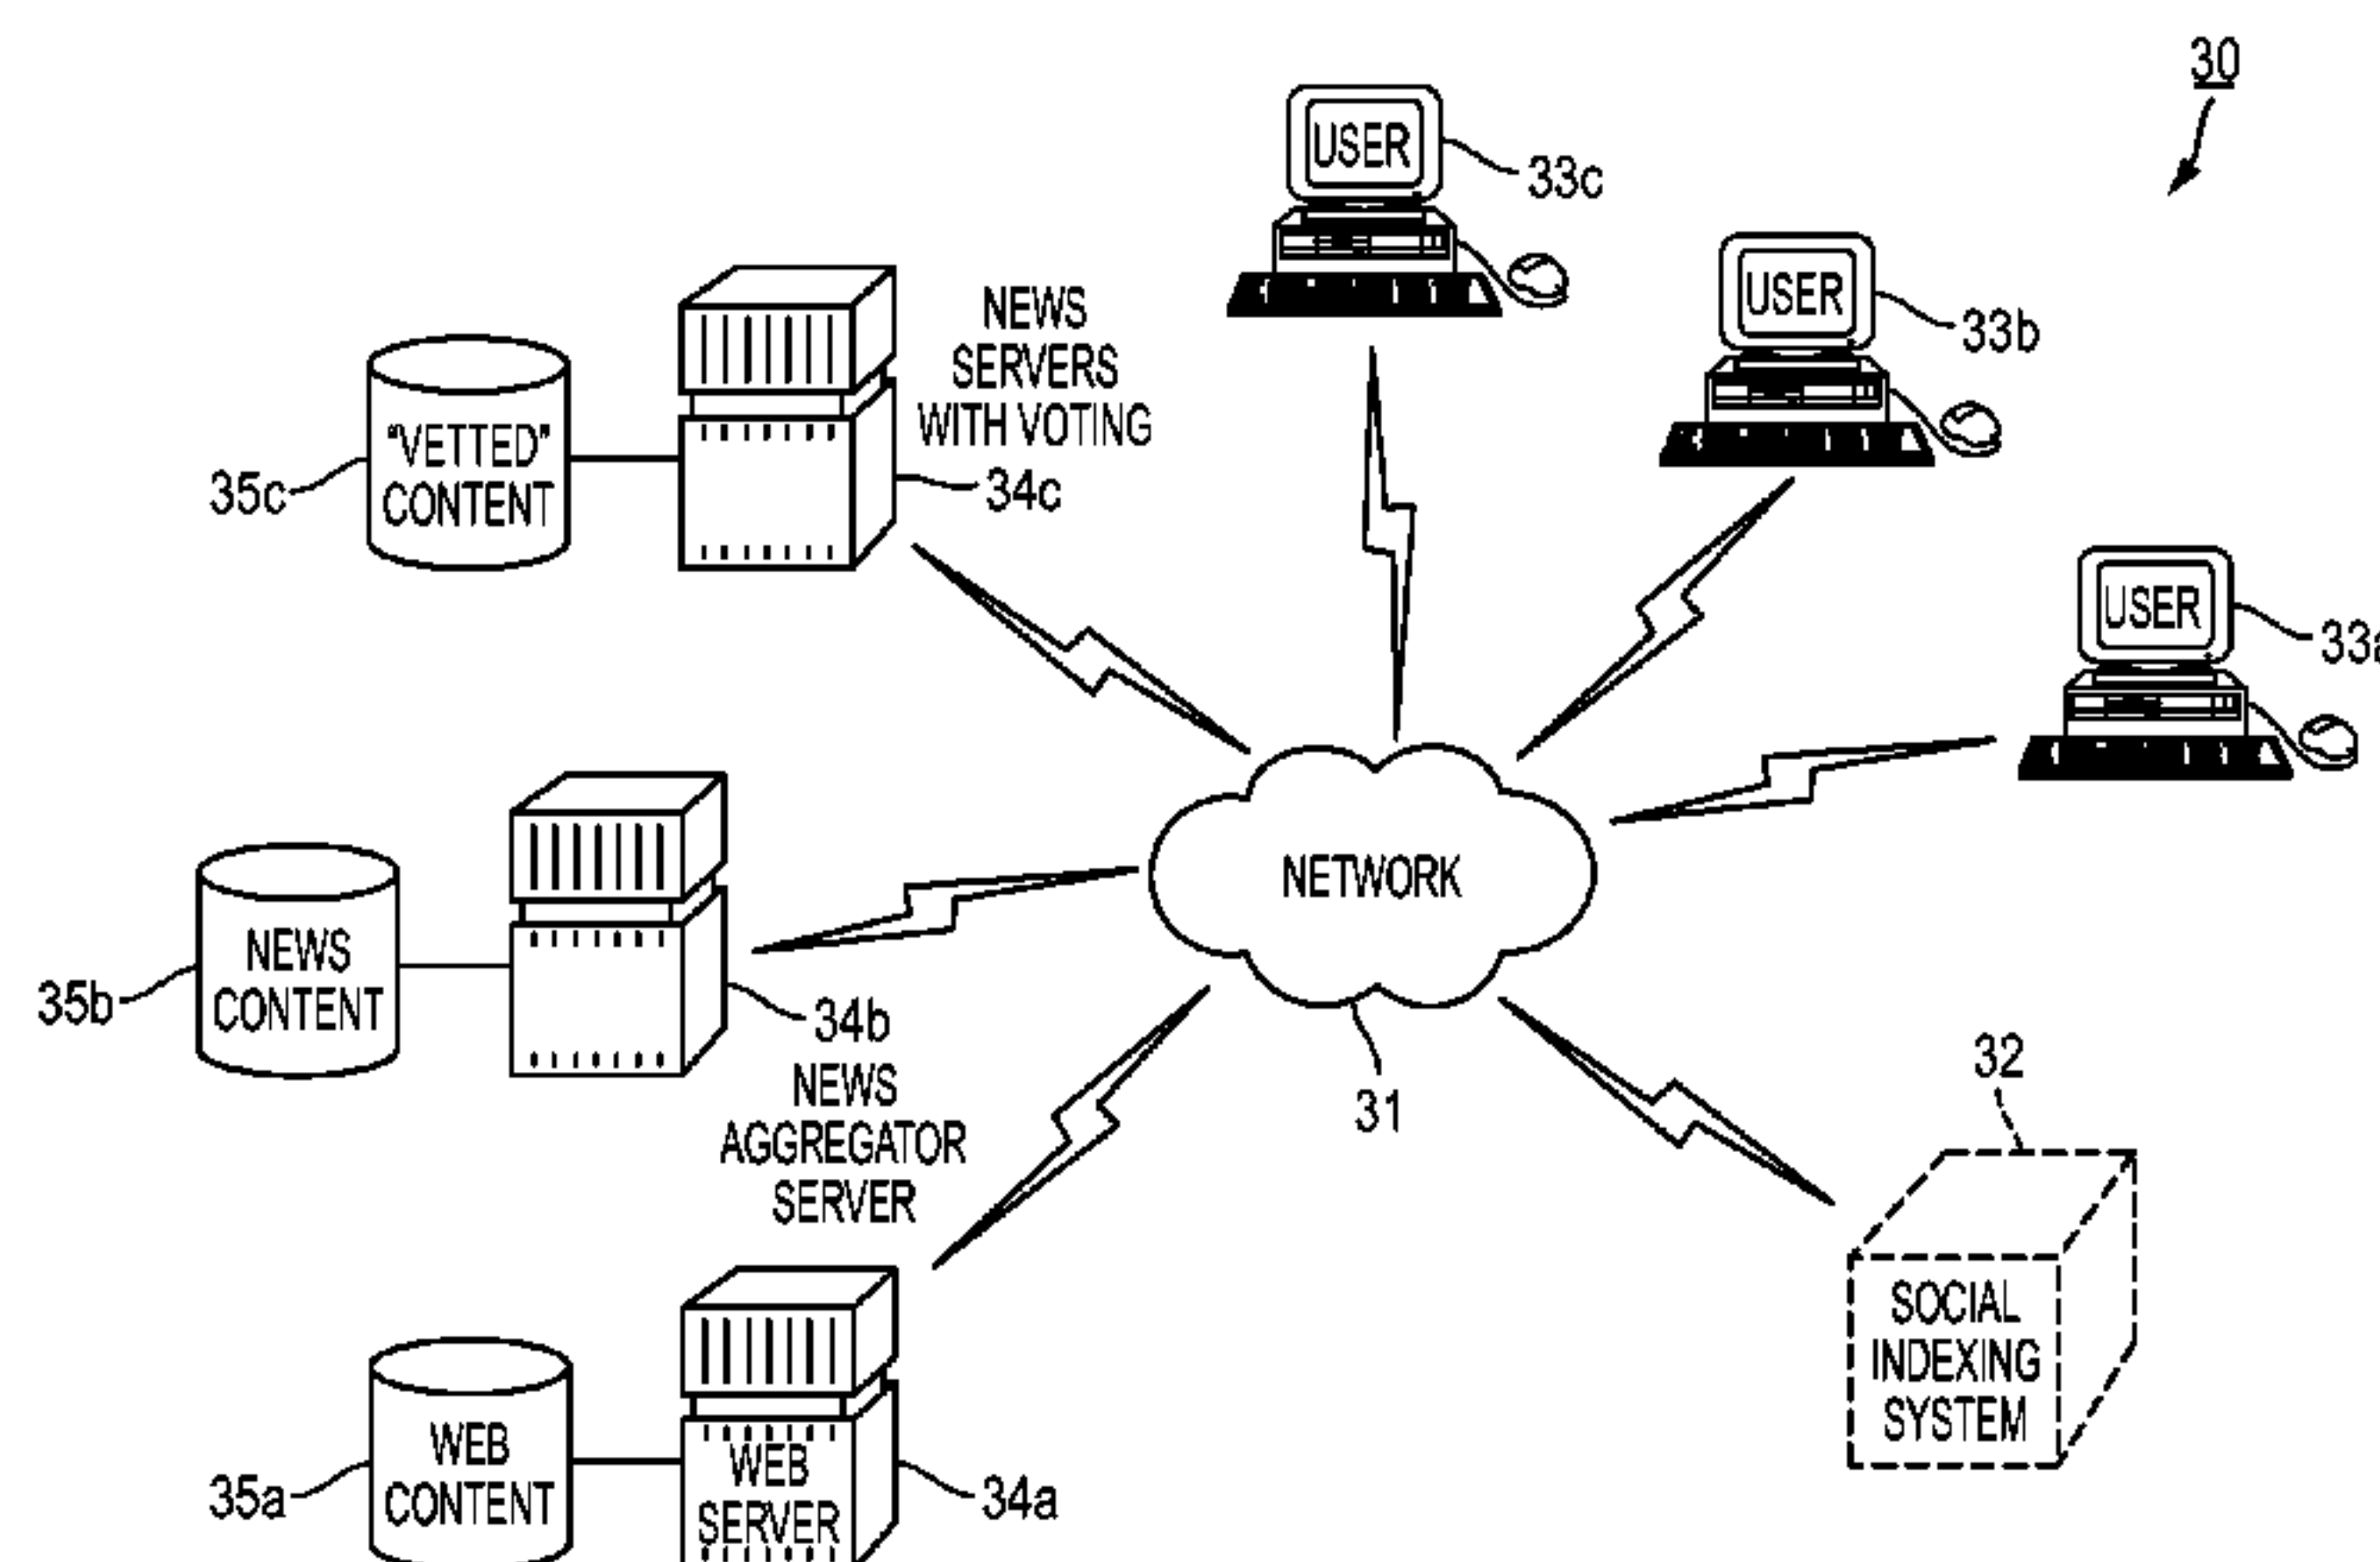 30
USER
33c
USER
33b
NEWS
SERVERS
WITH VOTING
34c
"VETTED"
CONTENT
35c
USER
33a
NETWORK
31
NEWS
CONTENT
35b
34b
NEWS
AGGREGATOR
SERVER
32
SOCIAL
INDEXING
SYSTEM
WEB
CONTENT
35a
WEB
SERVER
34a